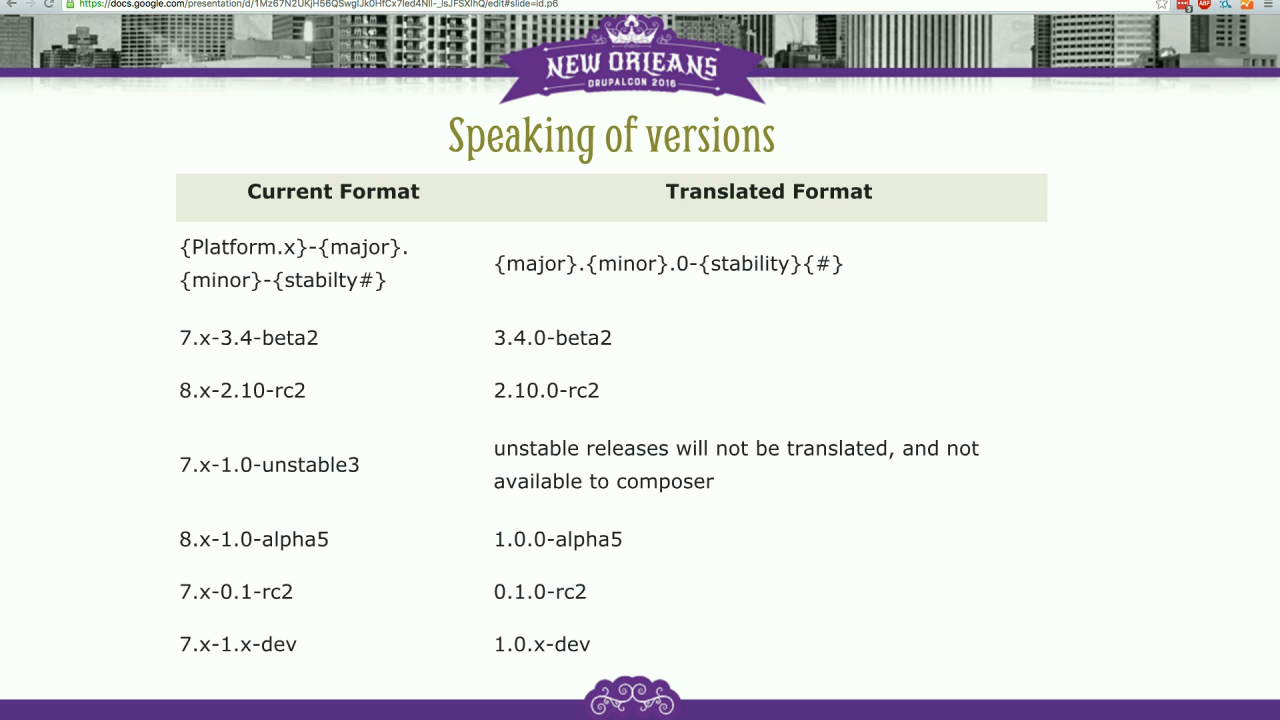 NEW ORLEANS
DRUPALCON 2016
Speaking of versions
Current Format Translated Format
{Platform.x}-{major}.
{minor}-{stabilty#}
{major}.{minor}.0-{stability}{#}
7.x-3.4-beta2 3.4.0-beta2
8.x-2.10-rc2 2.10.0-rc2
7.x-1.0-unstable3
unstable releases will not be translated, and not
available to composer
8.x-1.0-alpha5 1.0.0-alpha5
7.x-0.1-rc2 0.1.0-rc2
7.x-1.x-dev 1.0.x-dev